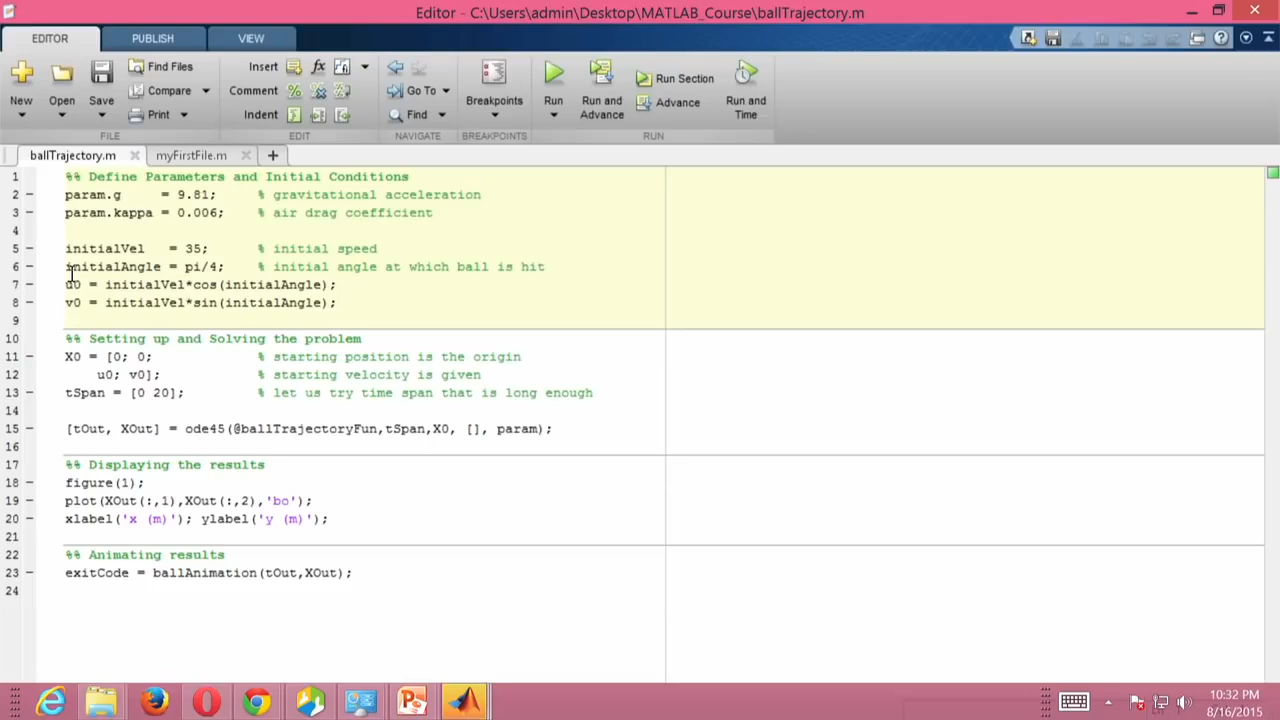 Editor - C:\Users\admin\Desktop\MATLAB_Course\ballTrajectory.m
EDITOR PUBLISH VIEW
New Open Save Find Files Compare Print
Insert Comment Indent
Go To Find
Breakpoints
Run Run and Advance Run Section Advance Run and Time
FILE EDIT NAVIGATE BREAKPOINTS RUN
ballTrajectory.m myFirstFile.m
1 %% Define Parameters and Initial Conditions
2 param.g = 9.81; % gravitational acceleration
3 param.kappa = 0.006; % air drag coefficient
4
5 initialVel = 35; % initial speed
6 initialAngle = pi/4; % initial angle at which ball is hit
7 u0 = initialVel*cos(initialAngle);
8 v0 = initialVel*sin(initialAngle);
9
10 %% Setting up and Solving the problem
11 X0 = [0; 0; % starting position is the origin
12 u0; v0]; % starting velocity is given
13 tSpan = [0 20]; % let us try time span that is long enough
14
15 [tOut, XOut] = ode45(@ballTrajectoryFun,tSpan,X0, [], param);
16
17 %% Displaying the results
18 figure(1);
19 plot(XOut(:,1),XOut(:,2),'bo');
20 xlabel('x (m)'); ylabel('y (m)');
21
22 %% Animating results
23 exitCode = ballAnimation(tOut,XOut);
24
10:32 PM
8/16/2015